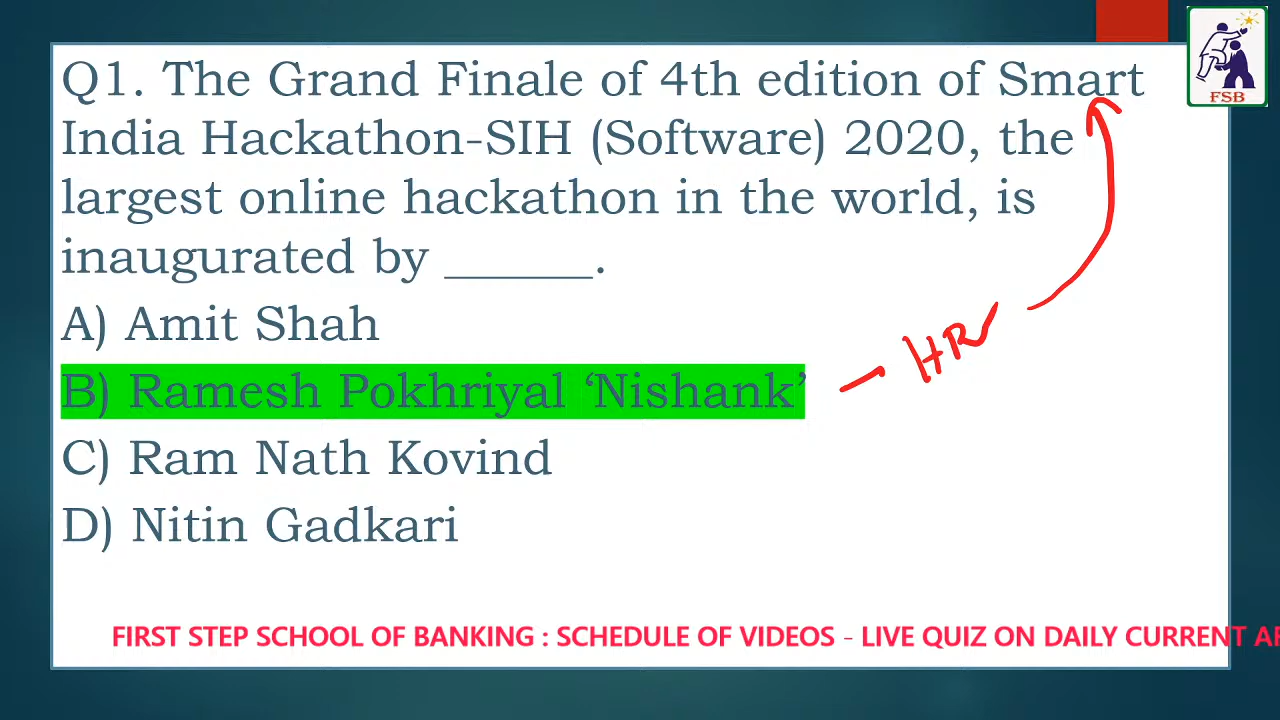 Q1. The Grand Finale of 4th edition of Smart
India Hackathon-SIH (Software) 2020, the
largest online hackathon in the world, is
inaugurated by ______.
A) Amit Shah
B) Ramesh Pokhriyal ‘Nishank’
- HR
C) Ram Nath Kovind
D) Nitin Gadkari
FIRST STEP SCHOOL OF BANKING : SCHEDULE OF VIDEOS - LIVE QUIZ ON DAILY CURRENT AF
FSB